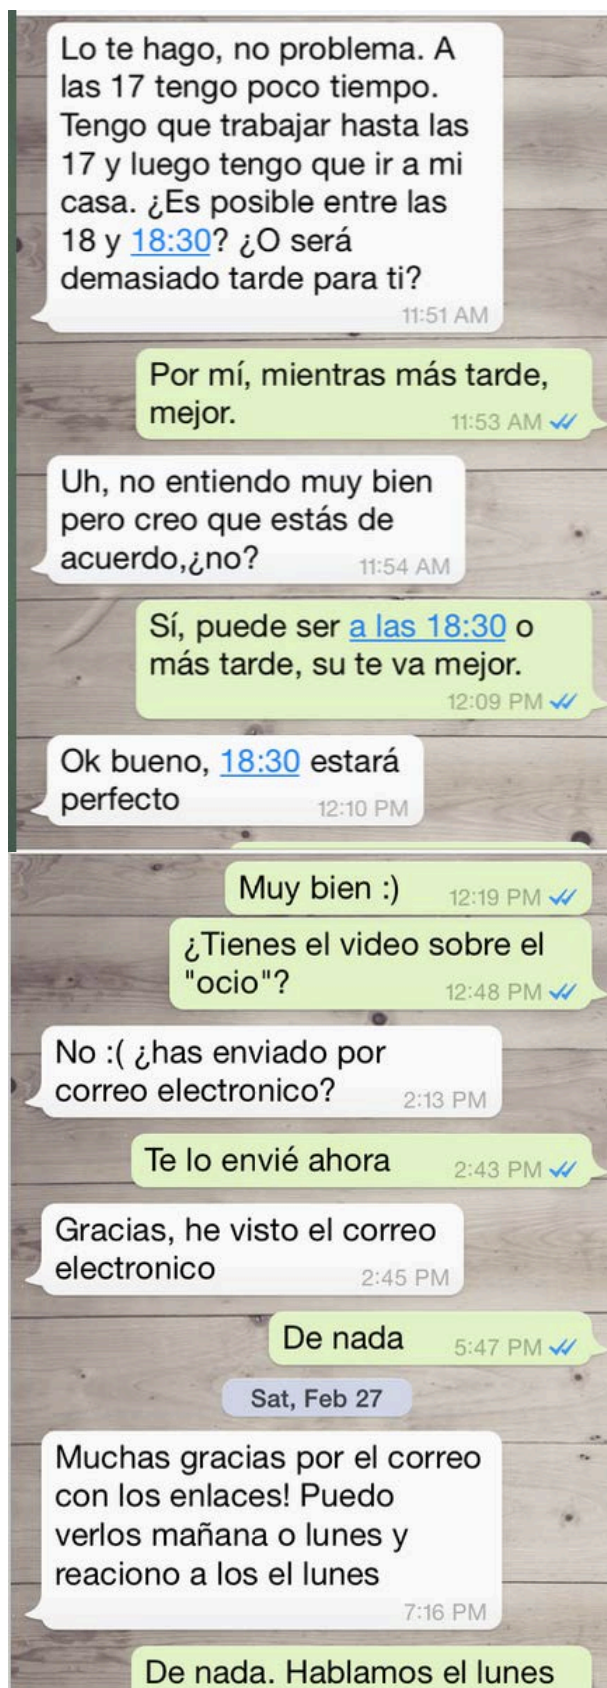 Lo te hago, no problema. A
las 17 tengo poco tiempo.
Tengo que trabajar hasta las
17 y luego tengo que ir a mi
casa. ¿Es posible entre las
18 y 18:30? ¿O será
demasiado tarde para ti?
11:51 AM
Por mí, mientras más tarde,
mejor.
11:53 AM
Uh, no entiendo muy bien
pero creo que estás de
acuerdo,¿no?
11:54 AM
Sí, puede ser a las 18:30 o
más tarde, su te va mejor.
12:09 PM
Ok bueno, 18:30 estará
perfecto
12:10 PM
Muy bien :)
12:19 PM
¿Tienes el video sobre el
"ocio"?
12:48 PM
No :( ¿has enviado por
correo electronico?
2:13 PM
Te lo envié ahora
2:43 PM
Gracias, he visto el correo
electronico
2:45 PM
De nada
5:47 PM
Sat, Feb 27
Muchas gracias por el correo
con los enlaces! Puedo
verlos mañana o lunes y
reaciono a los el lunes
7:16 PM
De nada. Hablamos el lunes